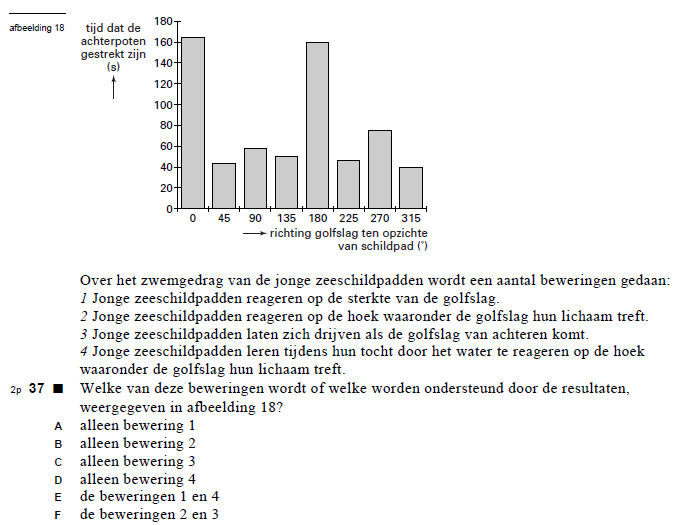 afbeelding 18
tijd dat de
achterpoten
gestrekt zijn
(s)
180
160
140
120
100
80
60
40
20
0
0 45 90 135 180 225 270 315
richting golfslag ten opzichte
van schildpad (°)
Over het zwemgedrag van de jonge zeeschildpadden wordt een aantal beweringen gedaan:
1 Jonge zeeschildpadden reageren op de sterkte van de golfslag.
2 Jonge zeeschildpadden reageren op de hoek waaronder de golfslag hun lichaam treft.
3 Jonge zeeschildpadden laten zich drijven als de golfslag van achteren komt.
4 Jonge zeeschildpadden leren tijdens hun tocht door het water te reageren op de hoek
waaronder de golfslag hun lichaam treft.
2p 37 ■ Welke van deze beweringen wordt of welke worden ondersteund door de resultaten,
weergegeven in afbeelding 18?
A alleen bewering 1
B alleen bewering 2
C alleen bewering 3
D alleen bewering 4
E de beweringen 1 en 4
F de beweringen 2 en 3